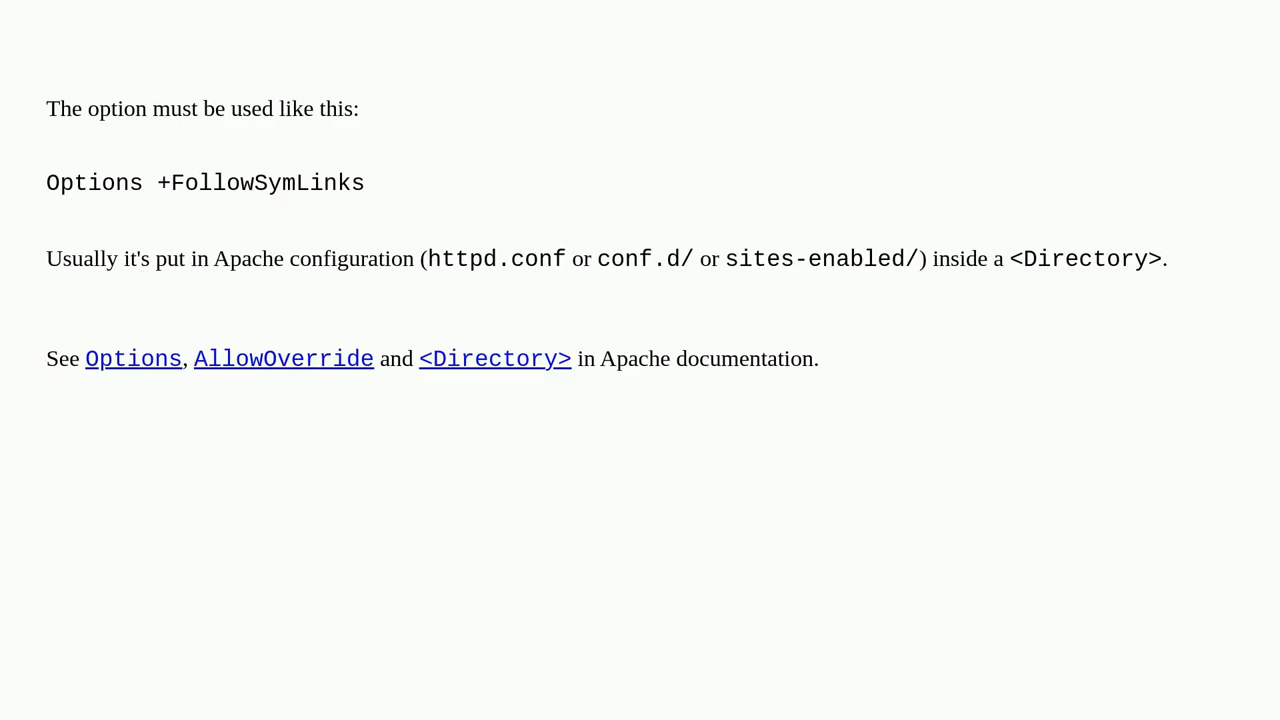 The option must be used like this:
Options +FollowSymLinks
Usually it's put in Apache configuration (httpd.conf or conf.d/ or sites-enabled/) inside a <Directory>.
See Options, AllowOverride and <Directory> in Apache documentation.